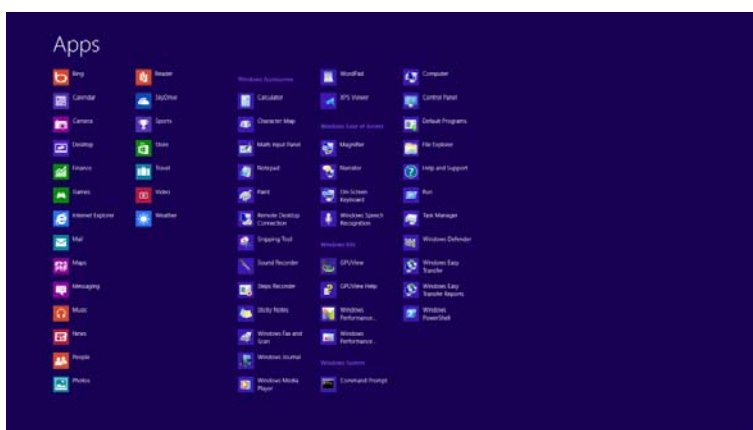 Apps
Bing
Calendar
Camera
Desktop
Finance
Games
Internet Explorer
Mail
Maps
Messaging
Music
News
People
Photos
Reader
SkyDrive
Sports
Store
Travel
Video
Weather
Windows Accessories
Calculator
Character Map
Math Input Panel
Notepad
Paint
Remote Desktop
Connection
Snipping Tool
Sound Recorder
Steps Recorder
Sticky Notes
Windows Fax and
Scan
Windows Journal
Windows Media
Player
WordPad
XPS Viewer
Windows Ease of Access
Magnifier
Narrator
On-Screen
Keyboard
Windows Speech
Recognition
Windows Kits
GPUView
GPUView Help
Windows
Performance...
Windows
Performance...
Windows System
Command Prompt
Computer
Control Panel
Default Programs
File Explorer
Help and Support
Run
Task Manager
Windows Defender
Windows Easy
Transfer
Windows Easy
Transfer Reports
Windows
PowerShell